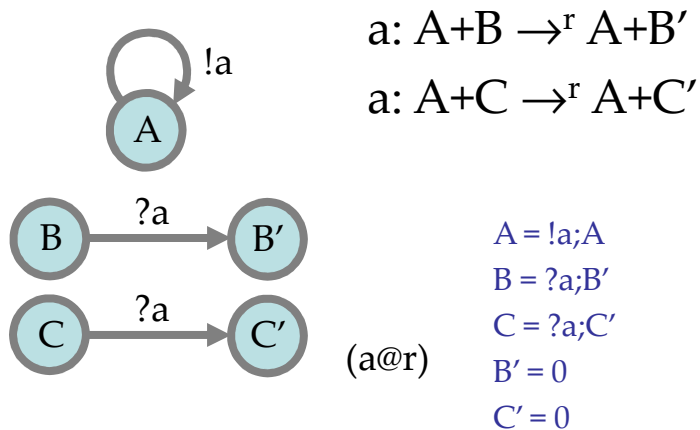 !a
A
a: A+B →ʳ A+B'
a: A+C →ʳ A+C'
B ?a B'
C ?a C'
(a@r)
A = !a;A
B = ?a;B'
C = ?a;C'
B' = 0
C' = 0